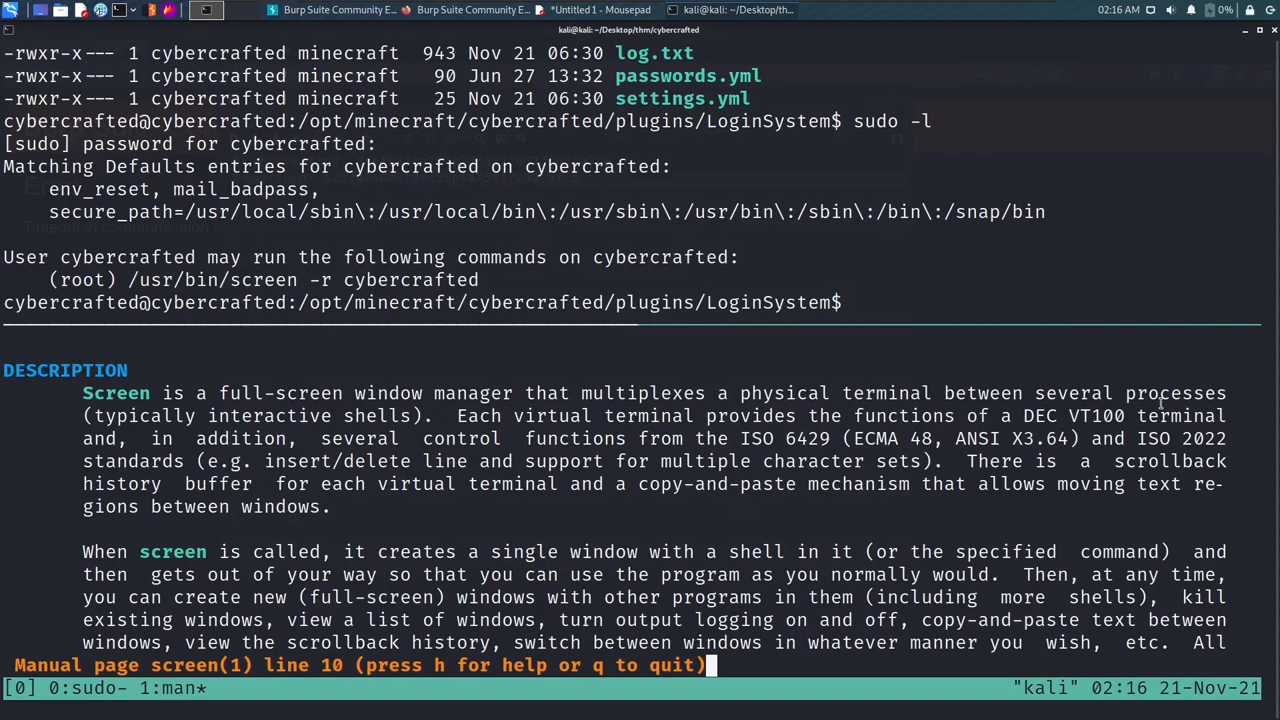 Burp Suite Community E... Burp Suite Community E... *Untitled 1 - Mousepad kali@kali: ~/Desktop/th... 02:16 AM 0%
kali@kali: ~/Desktop/thm/cybercrafted
-rwxr-x--- 1 cybercrafted minecraft 943 Nov 21 06:30 log.txt
-rwxr-x--- 1 cybercrafted minecraft 90 Jun 27 13:32 passwords.yml
-rwxr-x--- 1 cybercrafted minecraft 25 Nov 21 06:30 settings.yml
cybercrafted@cybercrafted:/opt/minecraft/cybercrafted/plugins/LoginSystem$ sudo -l
[sudo] password for cybercrafted:
Matching Defaults entries for cybercrafted on cybercrafted:
env_reset, mail_badpass,
secure_path=/usr/local/sbin\:/usr/local/bin\:/usr/sbin\:/usr/bin\:/sbin\:/bin\:/snap/bin
User cybercrafted may run the following commands on cybercrafted:
(root) /usr/bin/screen -r cybercrafted
cybercrafted@cybercrafted:/opt/minecraft/cybercrafted/plugins/LoginSystem$
DESCRIPTION
Screen is a full-screen window manager that multiplexes a physical terminal between several processes
(typically interactive shells). Each virtual terminal provides the functions of a DEC VT100 terminal
and, in addition, several control functions from the ISO 6429 (ECMA 48, ANSI X3.64) and ISO 2022
standards (e.g. insert/delete line and support for multiple character sets). There is a scrollback
history buffer for each virtual terminal and a copy-and-paste mechanism that allows moving text re-
gions between windows.
When screen is called, it creates a single window with a shell in it (or the specified command) and
then gets out of your way so that you can use the program as you normally would. Then, at any time,
you can create new (full-screen) windows with other programs in them (including more shells), kill
existing windows, view a list of windows, turn output logging on and off, copy-and-paste text between
windows, view the scrollback history, switch between windows in whatever manner you wish, etc. All
Manual page screen(1) line 10 (press h for help or q to quit)
[0] 0:sudo- 1:man* "kali" 02:16 21-Nov-21